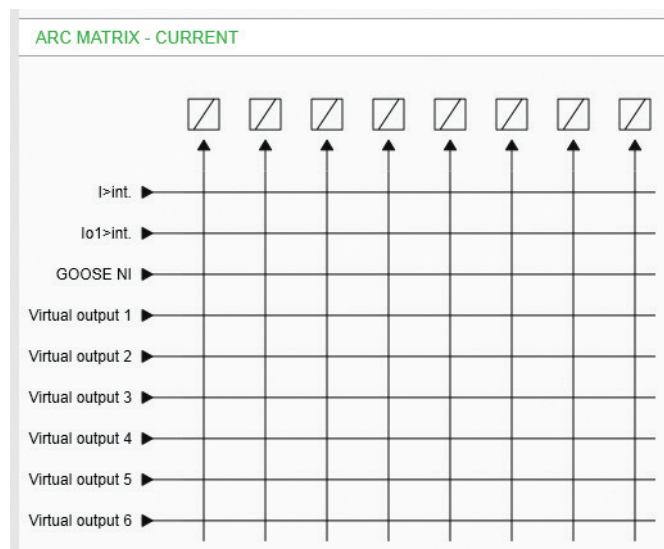 ARC MATRIX - CURRENT
I>int.
Io1>int.
GOOSE NI
Virtual output 1
Virtual output 2
Virtual output 3
Virtual output 4
Virtual output 5
Virtual output 6